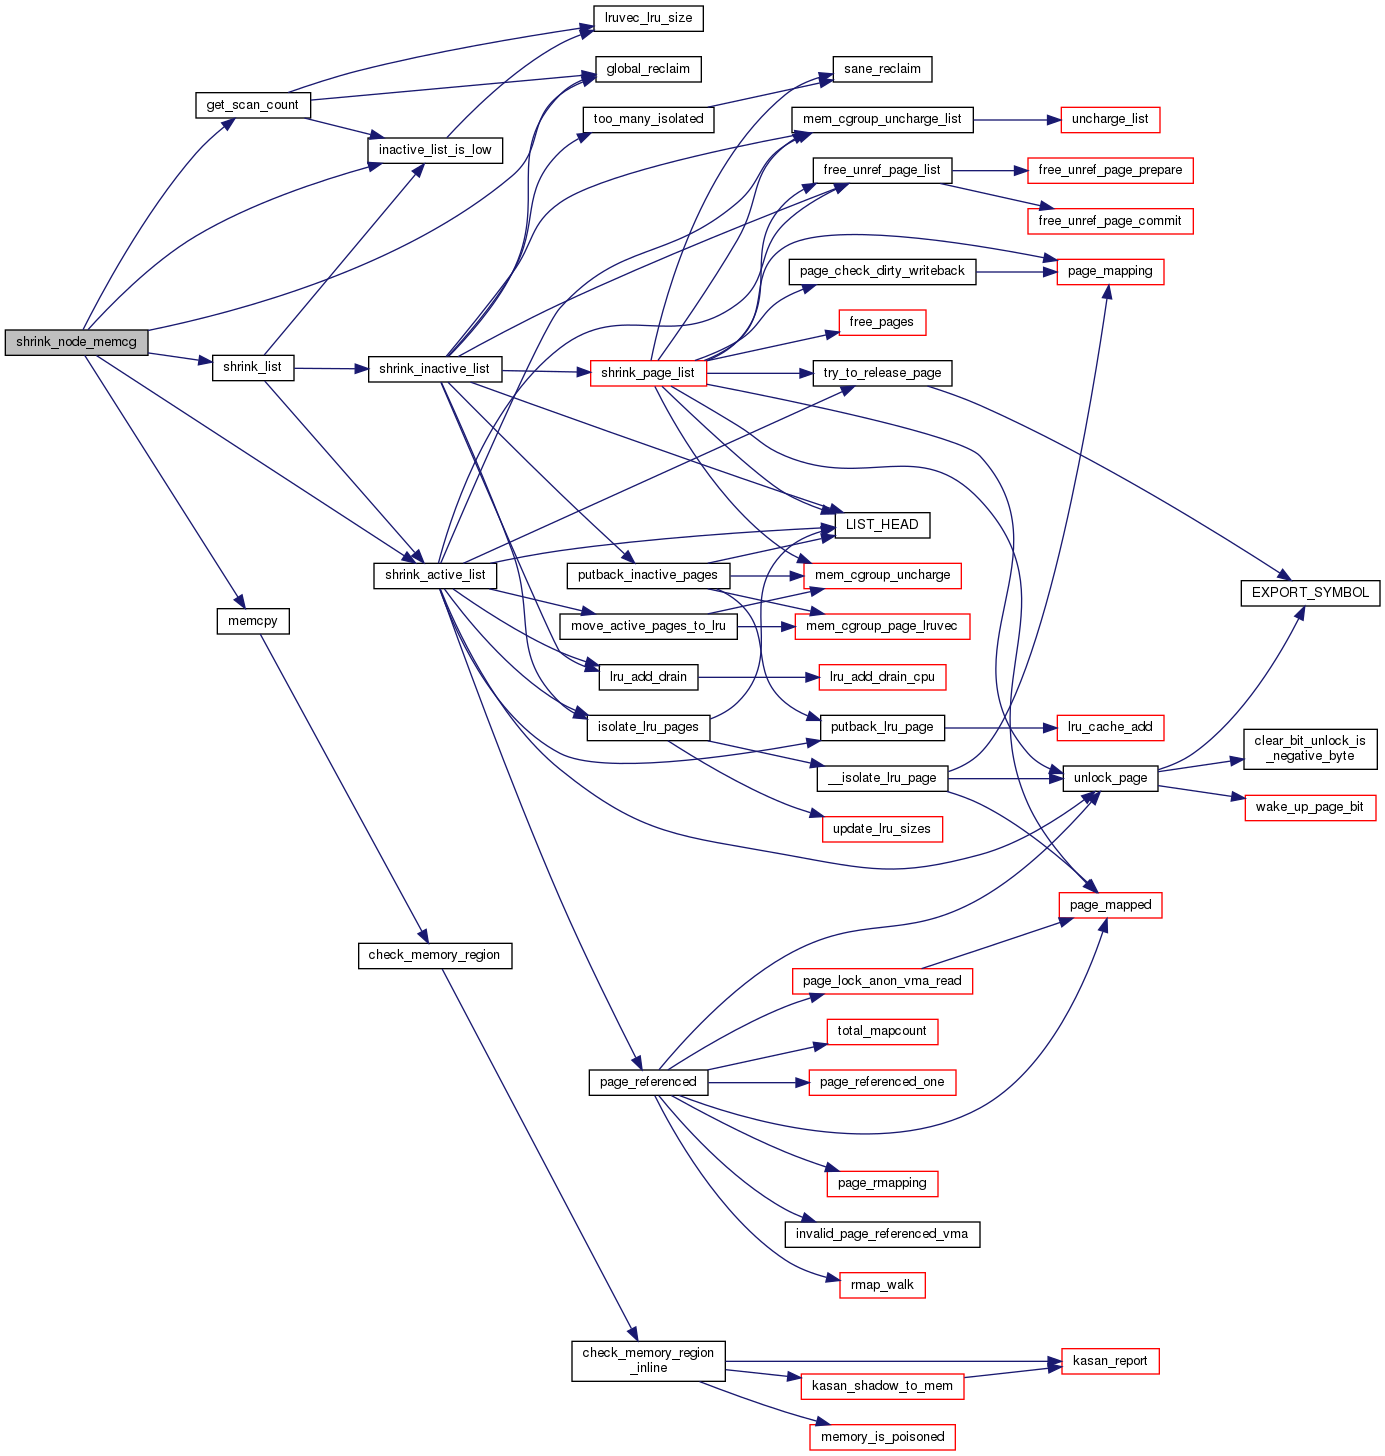 lruvec_lru_size
global_reclaim
sane_reclaim
get_scan_count
too_many_isolated
mem_cgroup_uncharge_list
uncharge_list
inactive_list_is_low
free_unref_page_list
free_unref_page_prepare
free_unref_page_commit
page_check_dirty_writeback
page_mapping
free_pages
shrink_node_memcg
shrink_list
shrink_inactive_list
shrink_page_list
try_to_release_page
LIST_HEAD
shrink_active_list
putback_inactive_pages
mem_cgroup_uncharge
EXPORT_SYMBOL
memcpy
move_active_pages_to_lru
mem_cgroup_page_lruvec
lru_add_drain
lru_add_drain_cpu
isolate_lru_pages
putback_lru_page
lru_cache_add
clear_bit_unlock_is
_negative_byte
__isolate_lru_page
unlock_page
wake_up_page_bit
update_lru_sizes
page_mapped
check_memory_region
page_lock_anon_vma_read
total_mapcount
page_referenced
page_referenced_one
page_rmapping
invalid_page_referenced_vma
rmap_walk
check_memory_region
_inline
kasan_report
kasan_shadow_to_mem
memory_is_poisoned